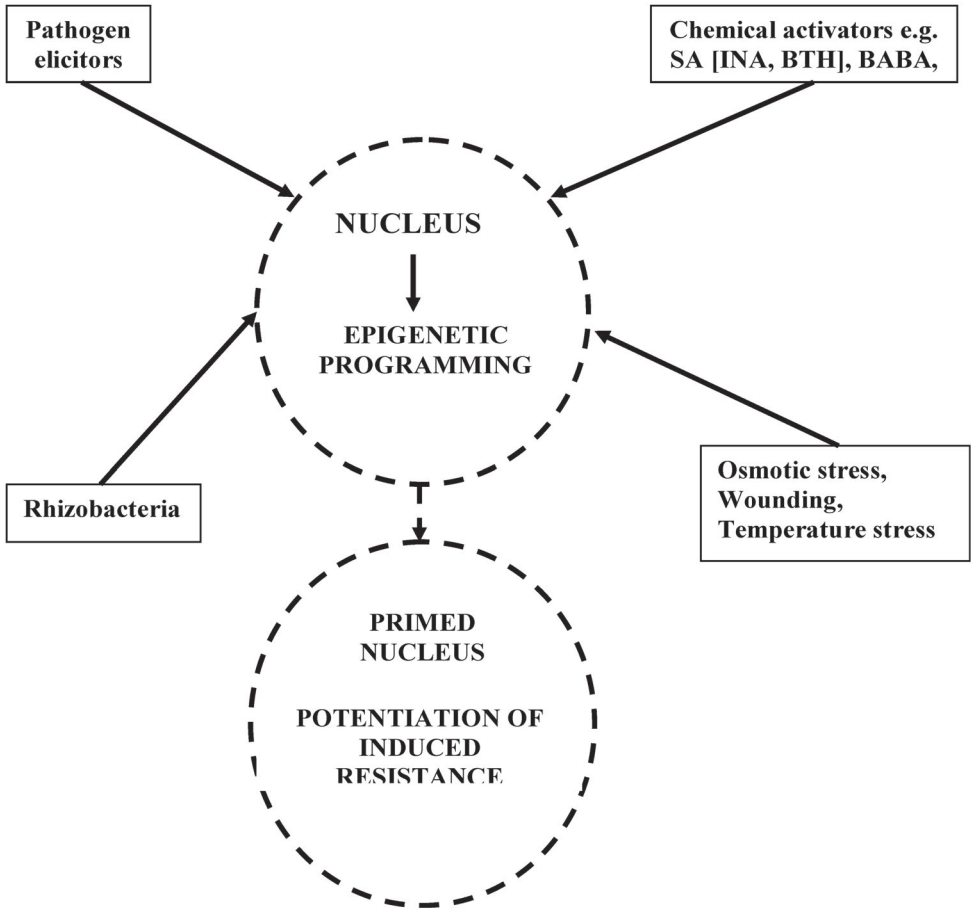 Pathogen
elicitors
Chemical activators e.g.
SA [INA, BTH], BABA,
NUCLEUS
EPIGENETIC
PROGRAMMING
Rhizobacteria
Osmotic stress,
Wounding,
Temperature stress
PRIMED
NUCLEUS
POTENTIATION OF
INDUCED
RESISTANCE